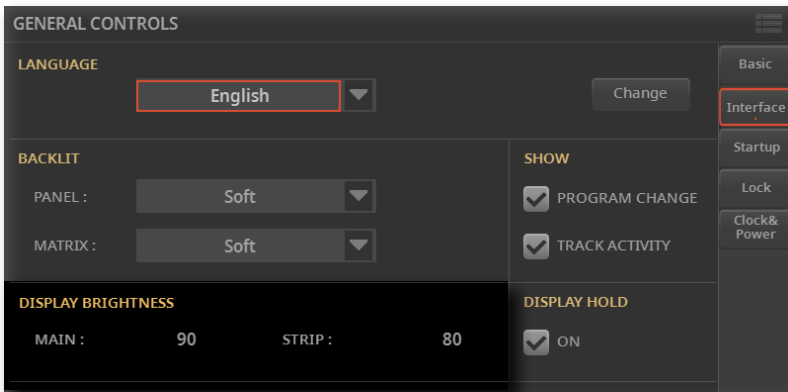 GENERAL CONTROLS
LANGUAGE
English
Change
BACKLIT
PANEL :
Soft
MATRIX :
Soft
SHOW
PROGRAM CHANGE
TRACK ACTIVITY
DISPLAY BRIGHTNESS
MAIN : 90 STRIP : 80
DISPLAY HOLD
ON
Basic
Interface
Startup
Lock
Clock&
Power